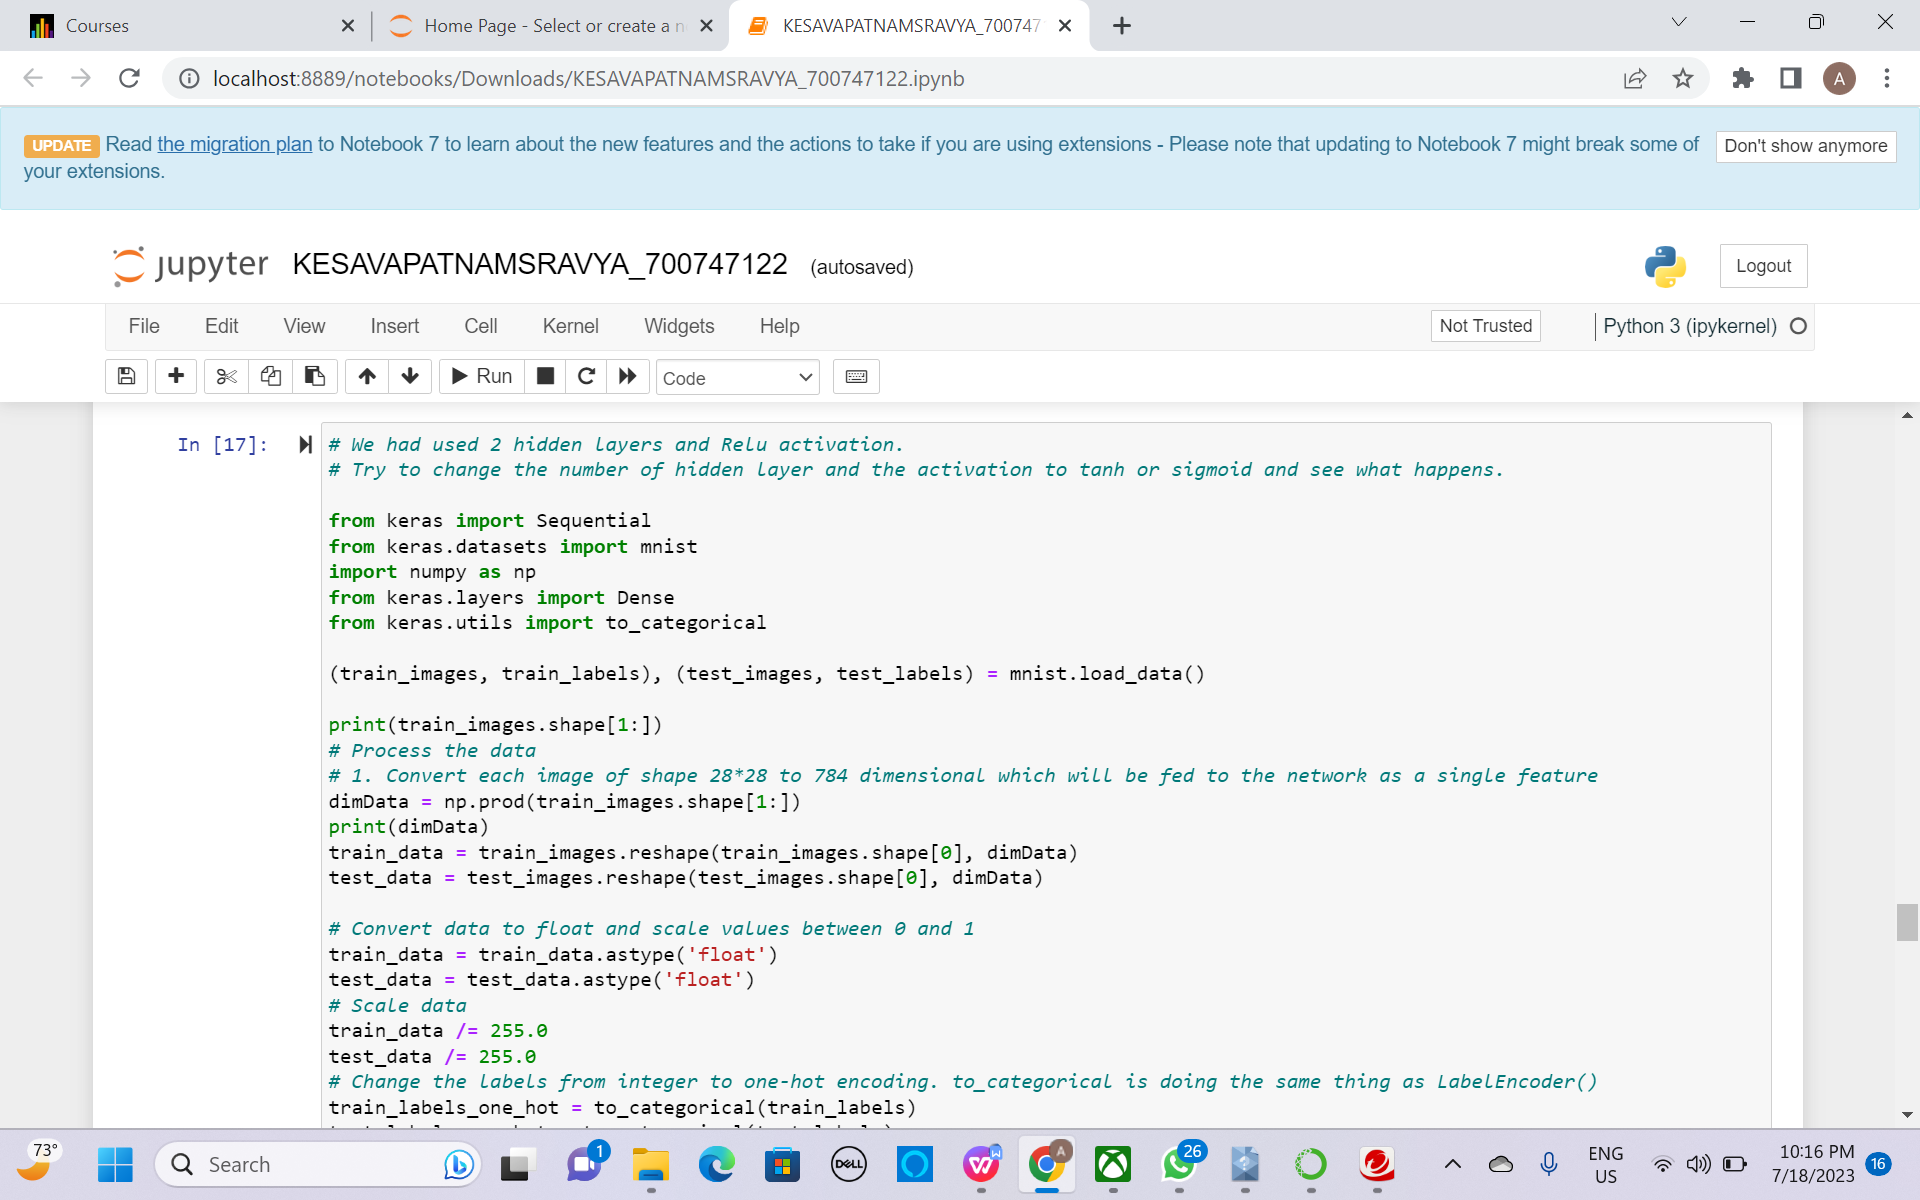 Courses
Home Page - Select or create a n
KESAVAPATNAMSRAVYA_700747
localhost:8889/notebooks/Downloads/KESAVAPATNAMSRAVYA_700747122.ipynb
A
UPDATE Read the migration plan to Notebook 7 to learn about the new features and the actions to take if you are using extensions - Please note that updating to Notebook 7 might break some of
your extensions.
Don't show anymore
jupyter KESAVAPATNAMSRAVYA_700747122 (autosaved)
Logout
File Edit View Insert Cell Kernel Widgets Help
Not Trusted
Python 3 (ipykernel)
Run
Code
In [17]:
# We had used 2 hidden layers and Relu activation.
# Try to change the number of hidden layer and the activation to tanh or sigmoid and see what happens.
from keras import Sequential
from keras.datasets import mnist
import numpy as np
from keras.layers import Dense
from keras.utils import to_categorical
(train_images, train_labels), (test_images, test_labels) = mnist.load_data()
print(train_images.shape[1:])
# Process the data
# 1. Convert each image of shape 28*28 to 784 dimensional which will be fed to the network as a single feature
dimData = np.prod(train_images.shape[1:])
print(dimData)
train_data = train_images.reshape(train_images.shape[0], dimData)
test_data = test_images.reshape(test_images.shape[0], dimData)
# Convert data to float and scale values between 0 and 1
train_data = train_data.astype('float')
test_data = test_data.astype('float')
# Scale data
train_data /= 255.0
test_data /= 255.0
# Change the labels from integer to one-hot encoding. to_categorical is doing the same thing as LabelEncoder()
train_labels_one_hot = to_categorical(train_labels)
73°
Search
1
DELL
A
26
ENG
US
10:16 PM
7/18/2023
16